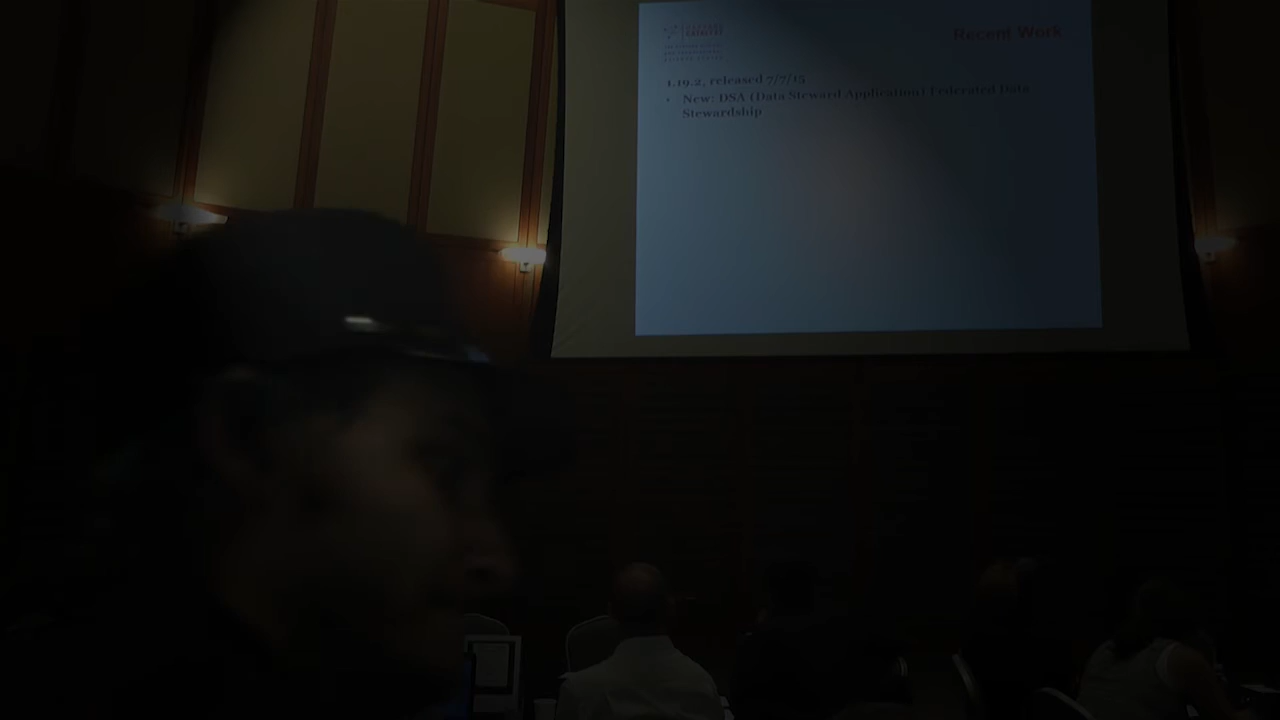 Recent Work
1.19.2, released 7/7/15
• New: DSA (Data Steward Application) Federated Data
Stewardship